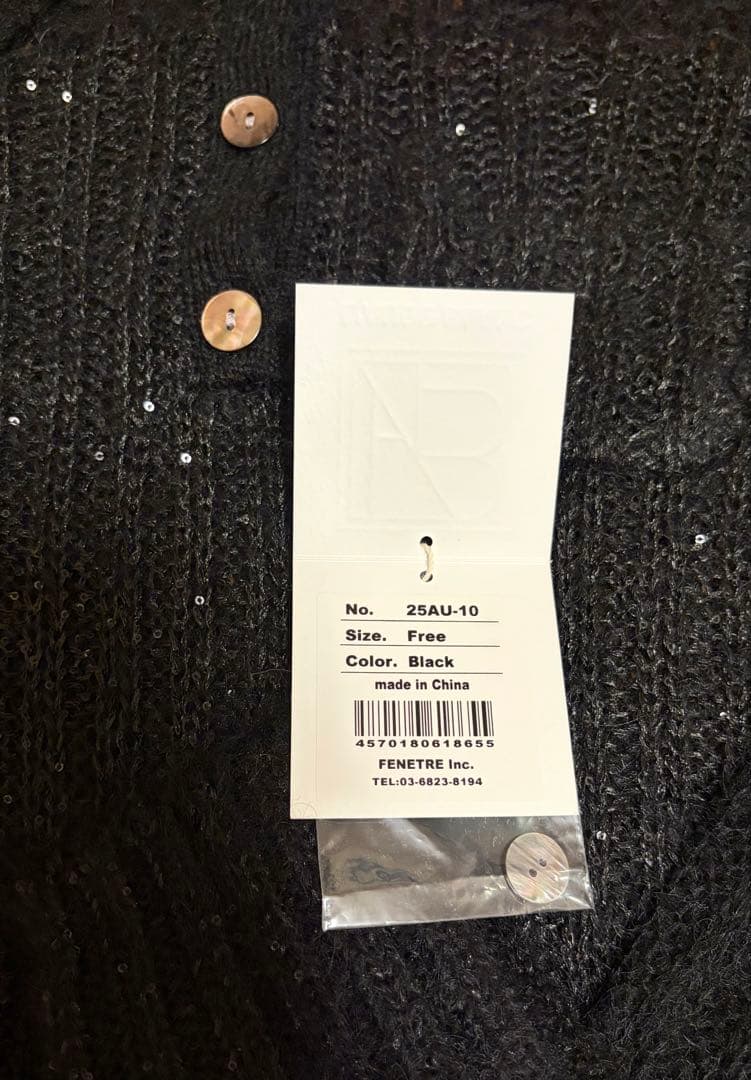 No. 25AU-10
Size. Free
Color. Black
made in China
4570180618655
FENETRE Inc.
TEL:03-6823-8194